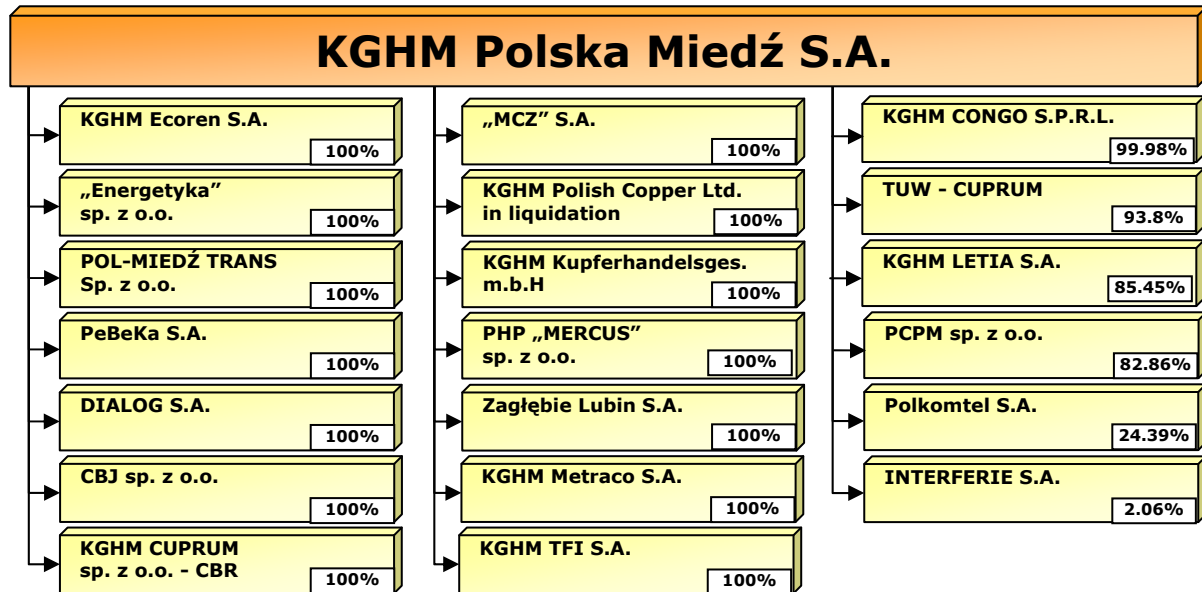 KGHM Polska Miedź S.A.
KGHM Ecoren S.A.
100%
„Energetyka”
sp. z o.o.
100%
POL-MIEDŹ TRANS
Sp. z o.o.
100%
PeBeKa S.A.
100%
DIALOG S.A.
100%
CBJ sp. z o.o.
100%
KGHM CUPRUM
sp. z o.o. - CBR
100%
„MCZ” S.A.
100%
KGHM Polish Copper Ltd.
in liquidation
100%
KGHM Kupferhandelsges.
m.b.H
100%
PHP „MERCUS”
sp. z o.o.
100%
Zagłębie Lubin S.A.
100%
KGHM Metraco S.A.
100%
KGHM TFI S.A.
100%
KGHM CONGO S.P.R.L.
99.98%
TUW - CUPRUM
93.8%
KGHM LETIA S.A.
85.45%
PCPM sp. z o.o.
82.86%
Polkomtel S.A.
24.39%
INTERFERIE S.A.
2.06%